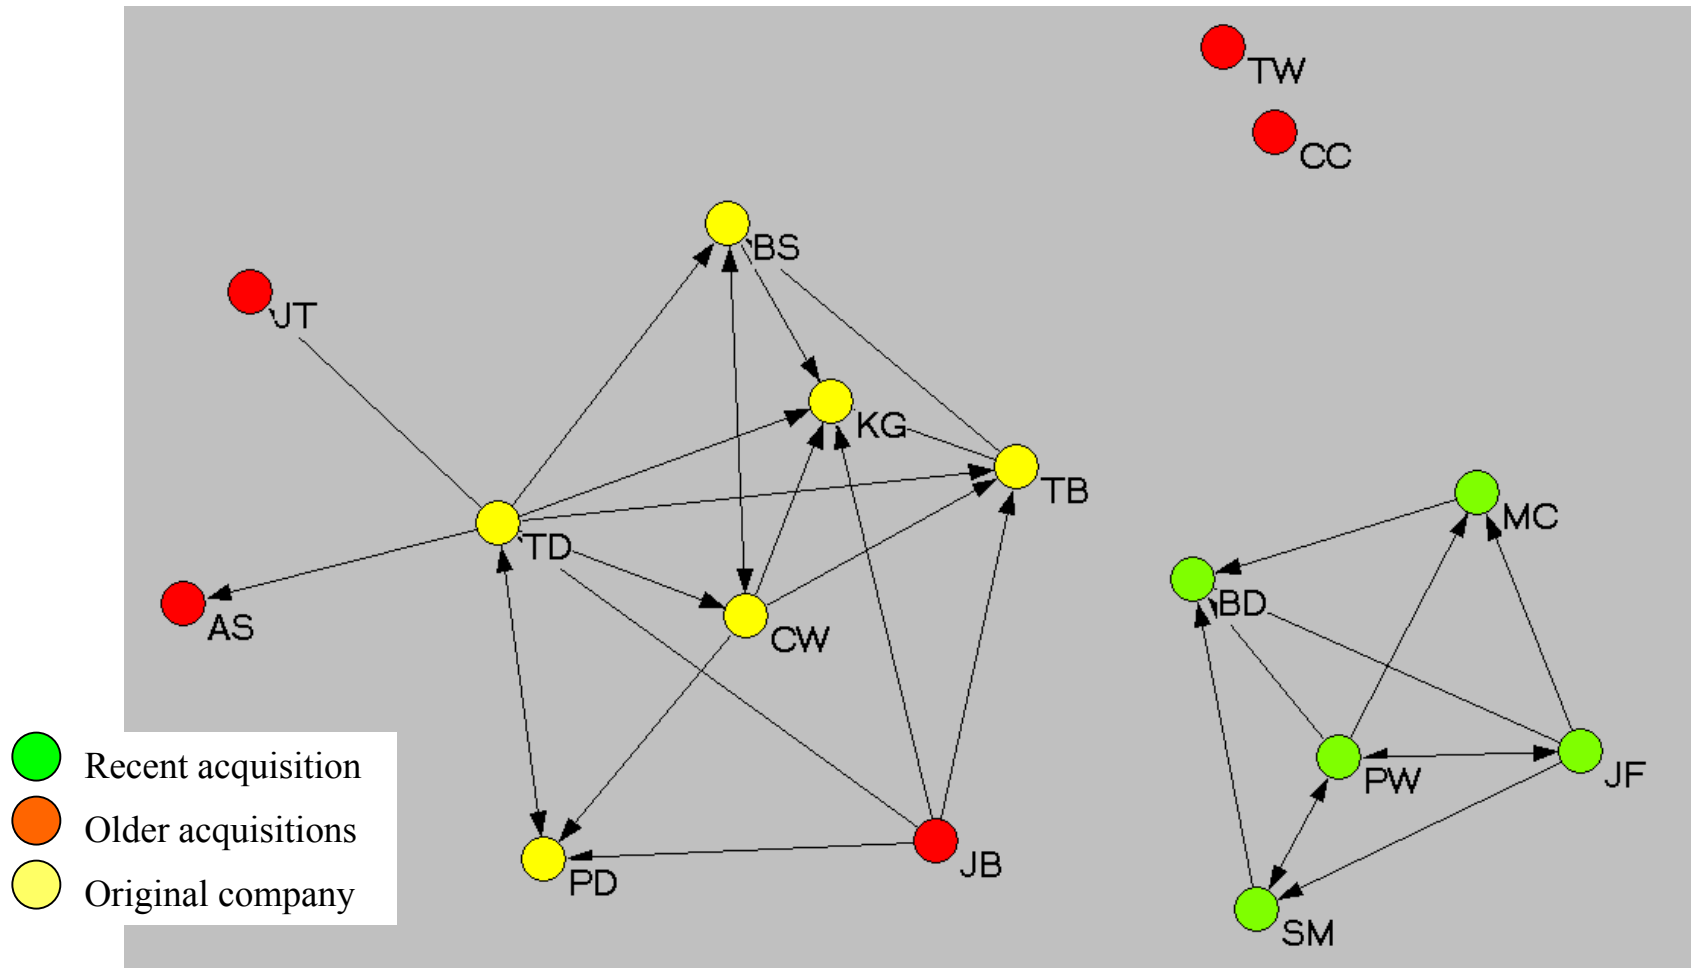 TW
CC
BS
JT
KG
TB
MC
TD
BD
AS
CW
PW
JF
JB
PD
SM
Recent acquisition
Older acquisitions
Original company